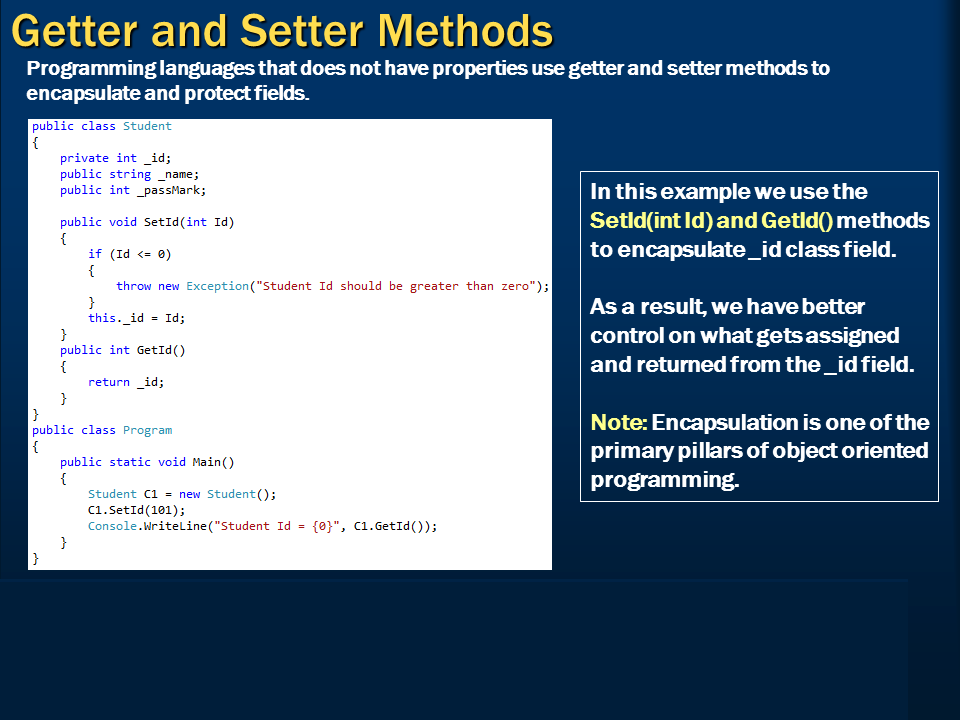 Getter and Setter Methods
Programming languages that does not have properties use getter and setter methods to
encapsulate and protect fields.
public class Student
{
    private int _id;
    public string _name;
    public int _passMark;

    public void SetId(int Id)
    {
        if (Id <= 0)
        {
            throw new Exception("Student Id should be greater than zero");
        }
        this._id = Id;
    }
    public int GetId()
    {
        return _id;
    }
}
public class Program
{
    public static void Main()
    {
        Student C1 = new Student();
        C1.SetId(101);
        Console.WriteLine("Student Id = {0}", C1.GetId());
    }
}
In this example we use the
SetId(int Id) and GetId() methods
to encapsulate _id class field.
As a result, we have better
control on what gets assigned
and returned from the _id field.
Note: Encapsulation is one of the
primary pillars of object oriented
programming.